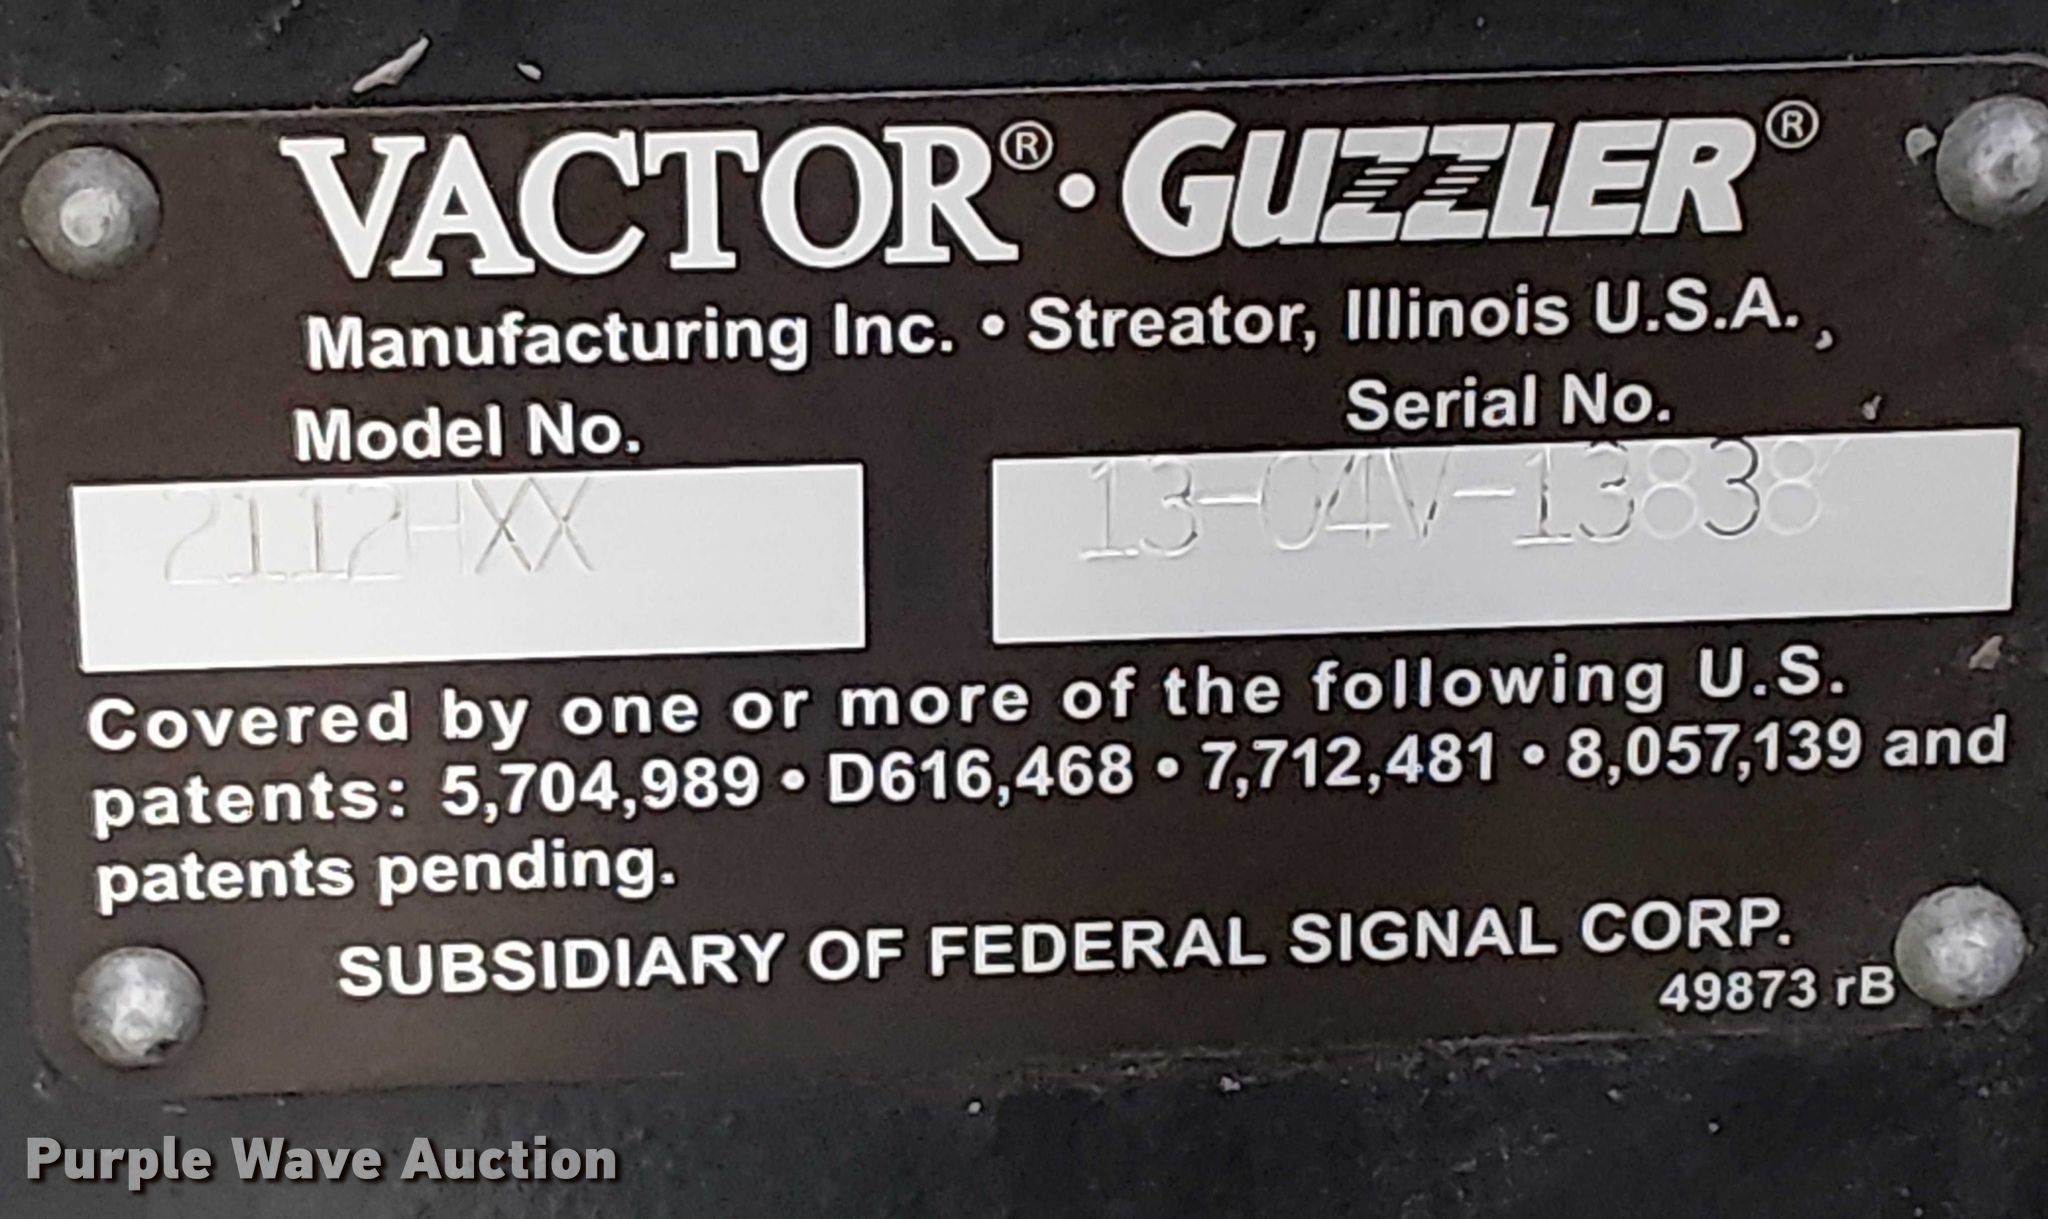 VACTOR® • GUZZLER®
Manufacturing Inc. • Streator, Illinois U.S.A.
Model No. Serial No.
2112HXX 13-04V-13838
Covered by one or more of the following U.S.
patents: 5,704,989 • D616,468 • 7,712,481 • 8,057,139 and
patents pending.
SUBSIDIARY OF FEDERAL SIGNAL CORP.
49873 rB
Purple Wave Auction